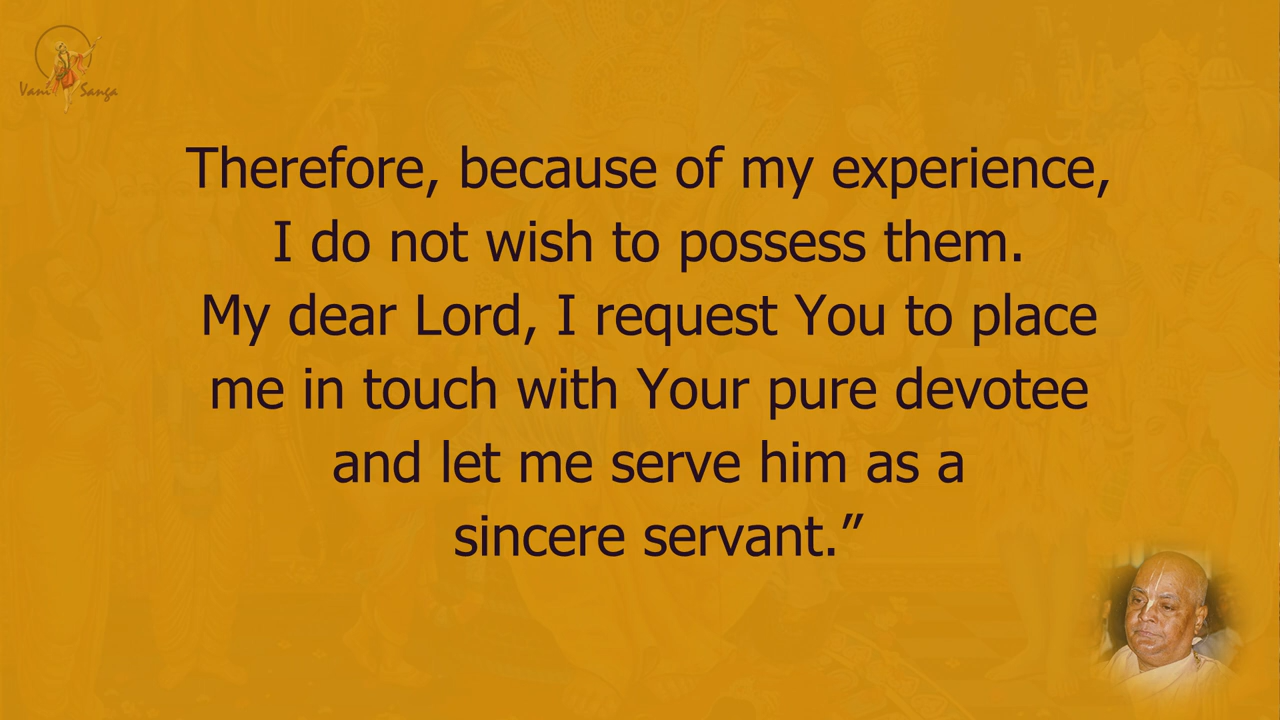 Vani Sanga
Therefore, because of my experience,
I do not wish to possess them.
My dear Lord, I request You to place
me in touch with Your pure devotee
and let me serve him as a
sincere servant.”